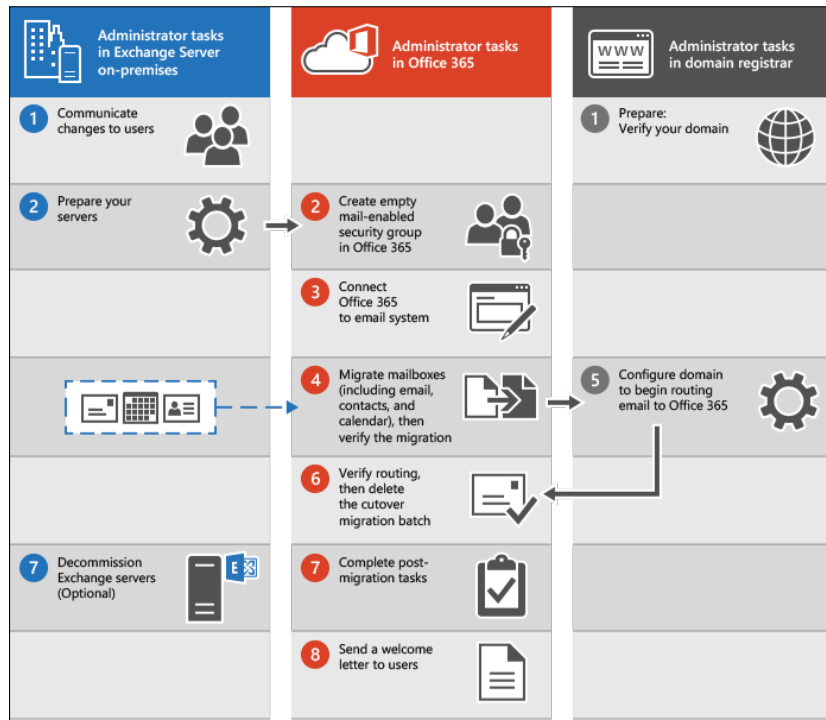 Administrator tasks
in Exchange Server
on-premises
Administrator tasks
in Office 365
www
Administrator tasks
in domain registrar
1
Communicate
changes to users
1
Prepare:
Verify your domain
2
Prepare your
servers
2
Create empty
mail-enabled
security group
in Office 365
3
Connect
Office 365
to email system
4
Migrate mailboxes
(including email,
contacts, and
calendar), then
verify the migration
5
Configure domain
to begin routing
email to Office 365
6
Verify routing,
then delete
the cutover
migration batch
7
Decommission
Exchange servers
(Optional)
E
7
Complete post-
migration tasks
8
Send a welcome
letter to users